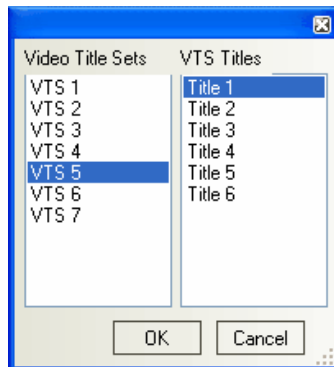 Video Title Sets
VTS Titles
VTS 1
VTS 2
VTS 3
VTS 4
VTS 5
VTS 6
VTS 7
Title 1
Title 2
Title 3
Title 4
Title 5
Title 6
OK
Cancel